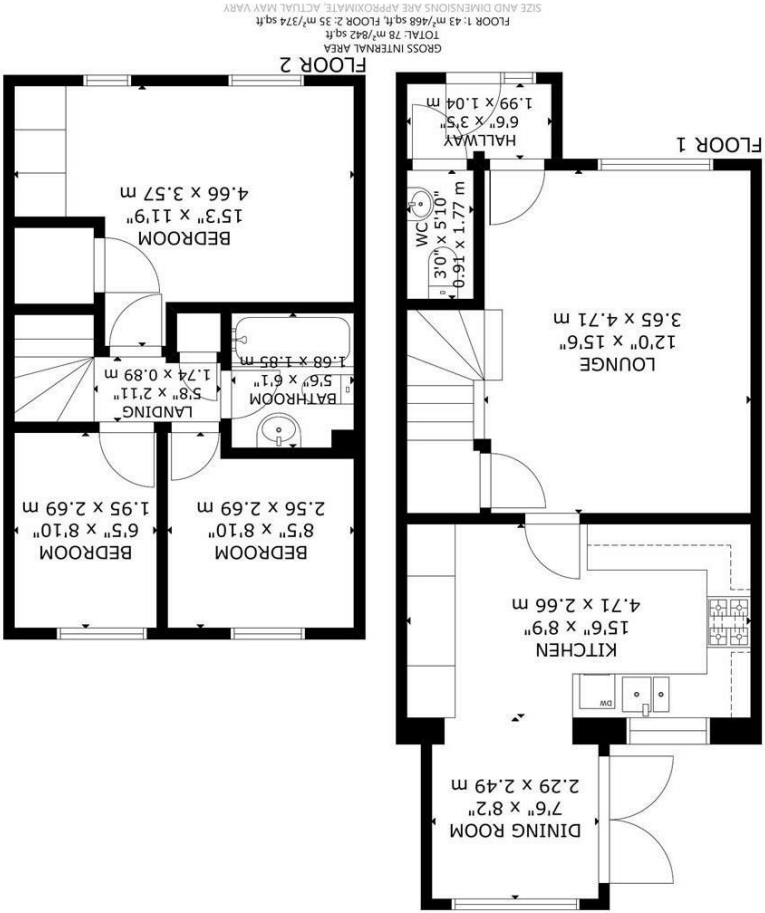 FLOOR 1
DINING ROOM
7'6" x 8'2"
2.29 x 2.49 m
DW
KITCHEN
15'6" x 8'9"
4.71 x 2.66 m
LOUNGE
12'0" x 15'6"
3.65 x 4.71 m
WC
3'0" x 5'10"
0.91 x 1.77 m
HALLWAY
6'6" x 3'5"
1.99 x 1.04 m
FLOOR 2
BEDROOM
8'5" x 8'10"
2.56 x 2.69 m
BEDROOM
6'5" x 8'10"
1.95 x 2.69 m
BATHROOM
5'6" x 6'1"
1.68 x 1.85 m
LANDING
5'8" x 2'11"
1.74 x 0.89 m
BEDROOM
15'3" x 11'9"
4.66 x 3.57 m
GROSS INTERNAL AREA
TOTAL: 78 m²/842 sq.ft
FLOOR 1: 43 m²/468 sq.ft, FLOOR 2: 35 m²/374 sq.ft
SIZE AND DIMENSIONS ARE APPROXIMATE, ACTUAL MAY VARY